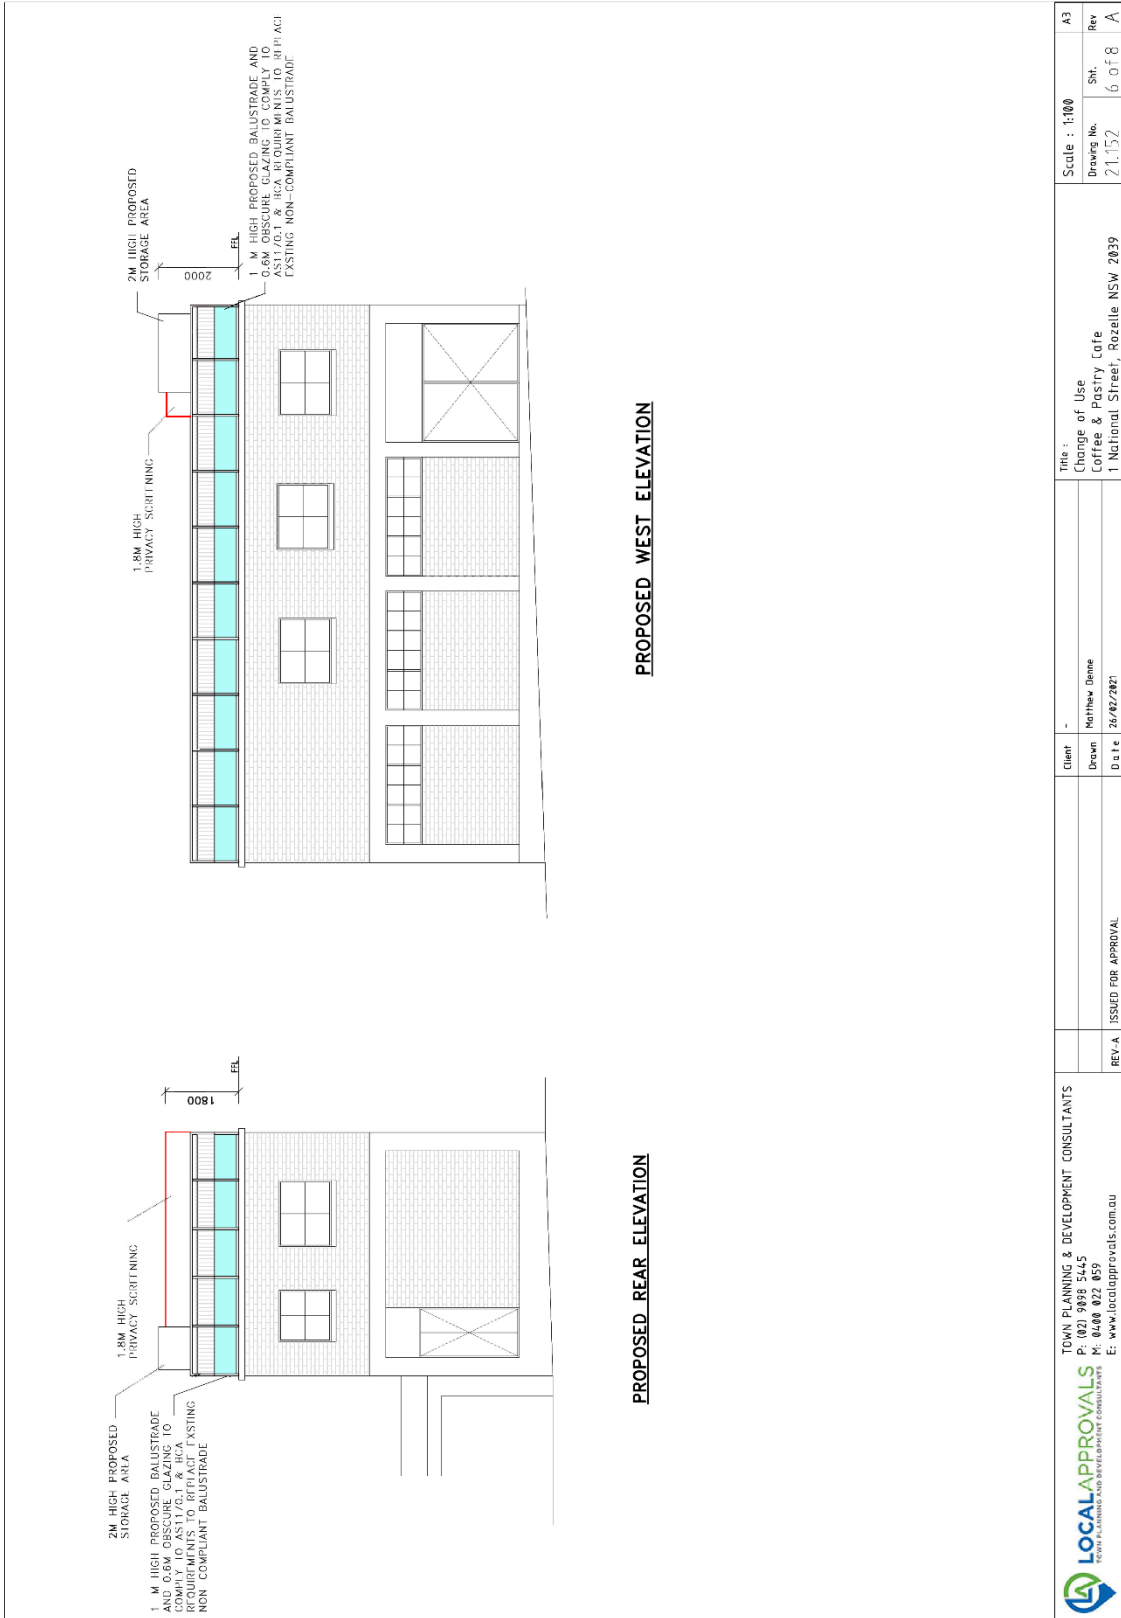 2M HIGH PROPOSED
STORAGE AREA
1.8M HIGH
PRIVACY SCREENING
1 M HIGH PROPOSED BALUSTRADE
AND 0.6M OBSCURE GLAZING TO
COMPLY TO AS1170.1 & BCA
REQUIREMENTS TO REPLACE EXSTING
NON COMPLIANT BALUSTRADE
1800
FFL
PROPOSED REAR ELEVATION
1.8M HIGH
PRIVACY SCREENING
2M HIGH PROPOSED
STORAGE AREA
2000
FFL
1 M HIGH PROPOSED BALUSTRADE AND
0.6M OBSCURE GLAZING TO COMPLY TO
AS1170.1 & BCA REQUIREMENTS TO REPLACE
EXSTING NON-COMPLIANT BALUSTRADE
PROPOSED WEST ELEVATION
LA
LOCALAPPROVALS
TOWN PLANNING AND DEVELOPMENT CONSULTANTS
TOWN PLANNING & DEVELOPMENT CONSULTANTS
P: (02) 9098 5445
M: 0400 022 059
E: www.localapprovals.com.au
REV-A ISSUED FOR APPROVAL
Client -
Drawn Matthew Denne
Date 26/02/2021
Title :
Change of Use
Coffee & Pastry Cafe
1 National Street, Rozelle NSW 2039
Scale : 1:100 A3
Drawing No. Sht. Rev
21.152 6 of 8 A